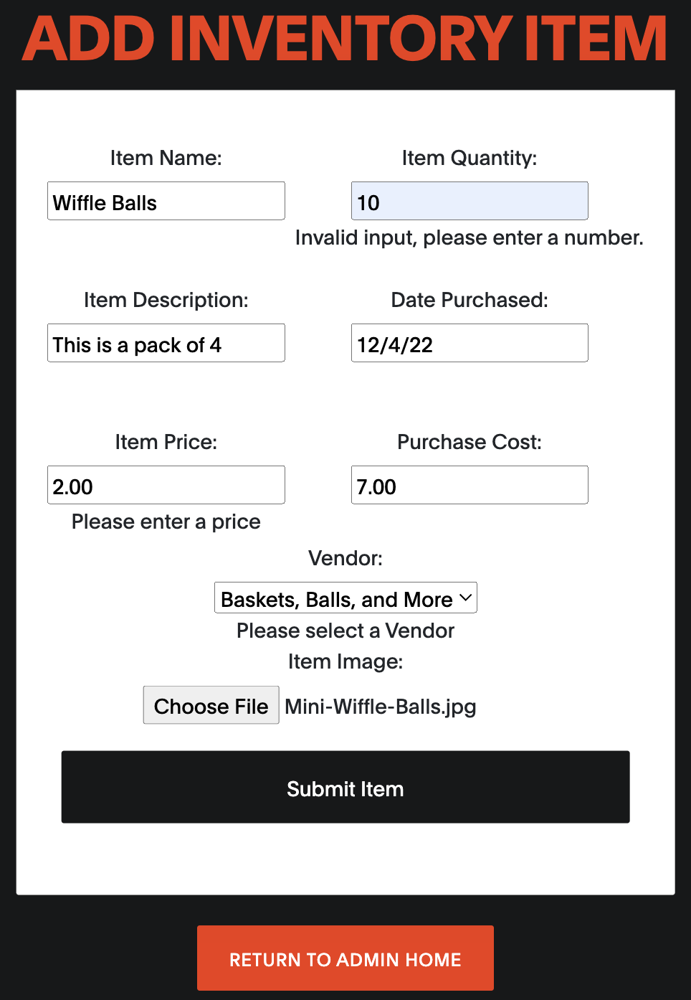 ADD INVENTORY ITEM
Item Name:
Wiffle Balls
Item Quantity:
10
Invalid input, please enter a number.
Item Description:
This is a pack of 4
Date Purchased:
12/4/22
Item Price:
2.00
Please enter a price
Purchase Cost:
7.00
Vendor:
Baskets, Balls, and More
Please select a Vendor
Item Image:
Choose File Mini-Wiffle-Balls.jpg
Submit Item
RETURN TO ADMIN HOME